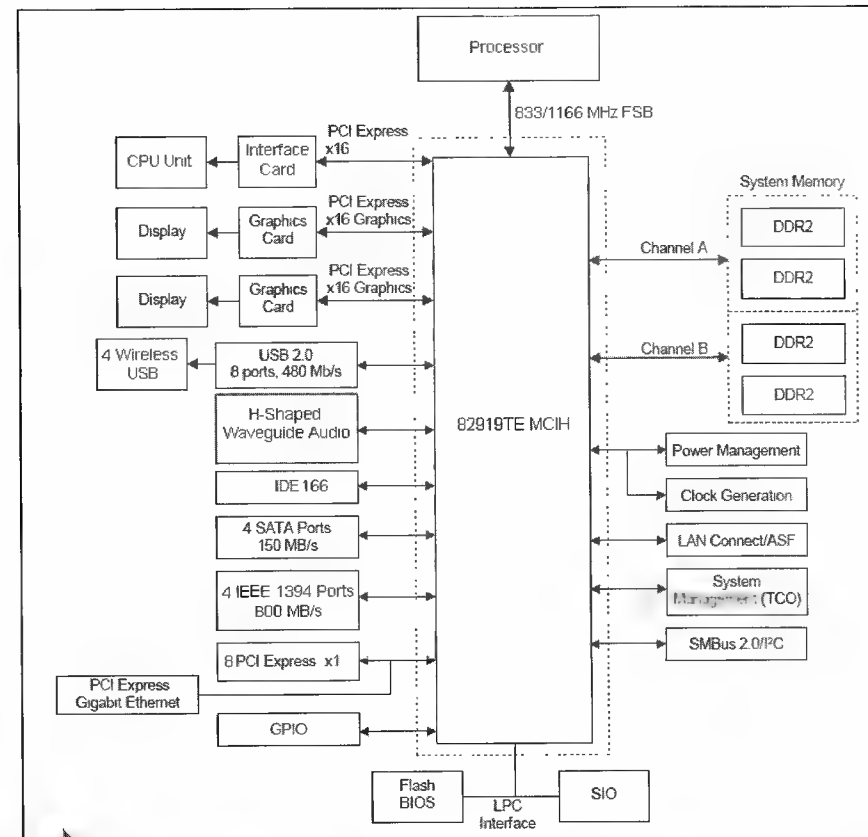 Processor
833/1166 MHz FSB
PCI Express
x16
CPU Unit
Interface
Card
PCI Express
x16 Graphics
Display
Graphics
Card
PCI Express
x16 Graphics
Display
Graphics
Card
4 Wireless
USB
USB 2.0
8 ports, 480 Mb/s
H-Shaped
Waveguide Audio
IDE 166
4 SATA Ports
150 MB/s
4 IEEE 1394 Ports
800 MB/s
8 PCI Express x1
PCI Express
Gigabit Ethernet
GPIO
82919TE MCIH
System Memory
DDR2
Channel A
DDR2
Channel B
DDR2
DDR2
Power Management
Clock Generation
LAN Connect/ASF
System
Management (TCO)
SMBus 2.0/I²C
Flash
BIOS
LPC
Interface
SIO